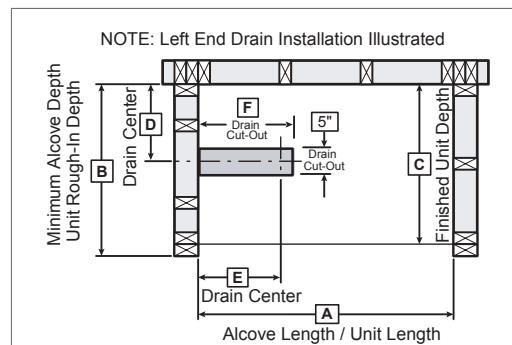 NOTE: Left End Drain Installation Illustrated
Minimum Alcove Depth
Unit Rough-In Depth
B
D
Drain Center
F
Drain
Cut-Out
5"
Drain
Cut-Out
C
Finished Unit Depth
E
Drain Center
A
Alcove Length / Unit Length